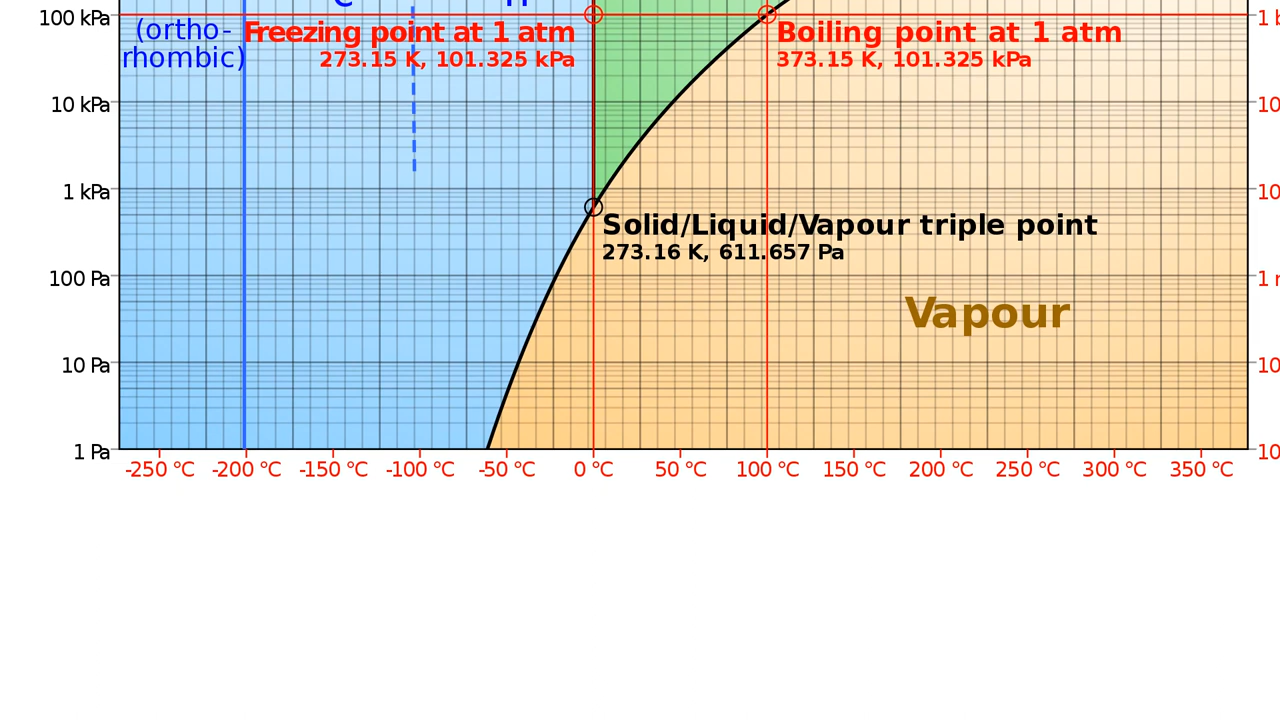 100 kPa
(ortho-
rhombic)
Freezing point at 1 atm
273.15 K, 101.325 kPa
Boiling point at 1 atm
373.15 K, 101.325 kPa
10 kPa
1 kPa
Solid/Liquid/Vapour triple point
273.16 K, 611.657 Pa
100 Pa
Vapour
10 Pa
1 Pa
-250 °C -200 °C -150 °C -100 °C -50 °C 0 °C 50 °C 100 °C 150 °C 200 °C 250 °C 300 °C 350 °C